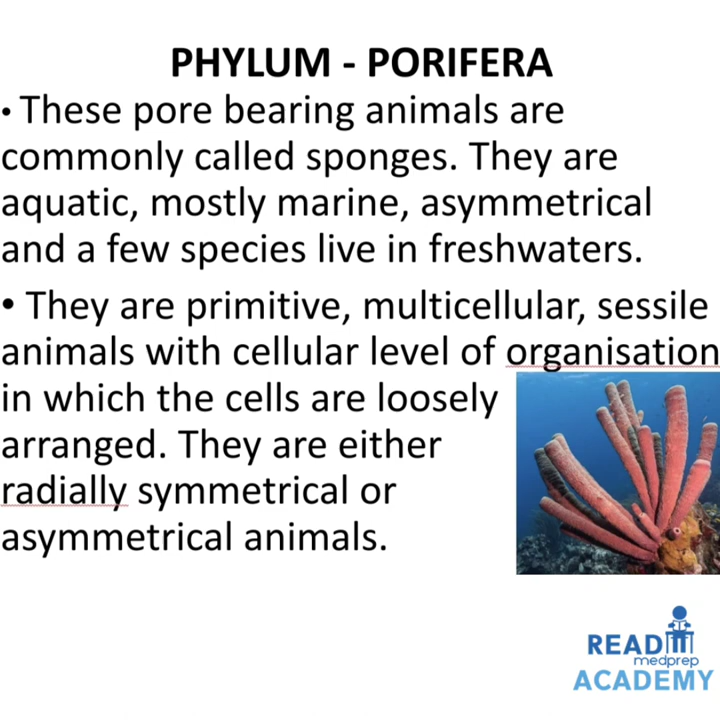 PHYLUM - PORIFERA
• These pore bearing animals are
commonly called sponges. They are
aquatic, mostly marine, asymmetrical
and a few species live in freshwaters.
• They are primitive, multicellular, sessile
animals with cellular level of organisation
in which the cells are loosely
arranged. They are either
radially symmetrical or
asymmetrical animals.
READ
medprep
ACADEMY